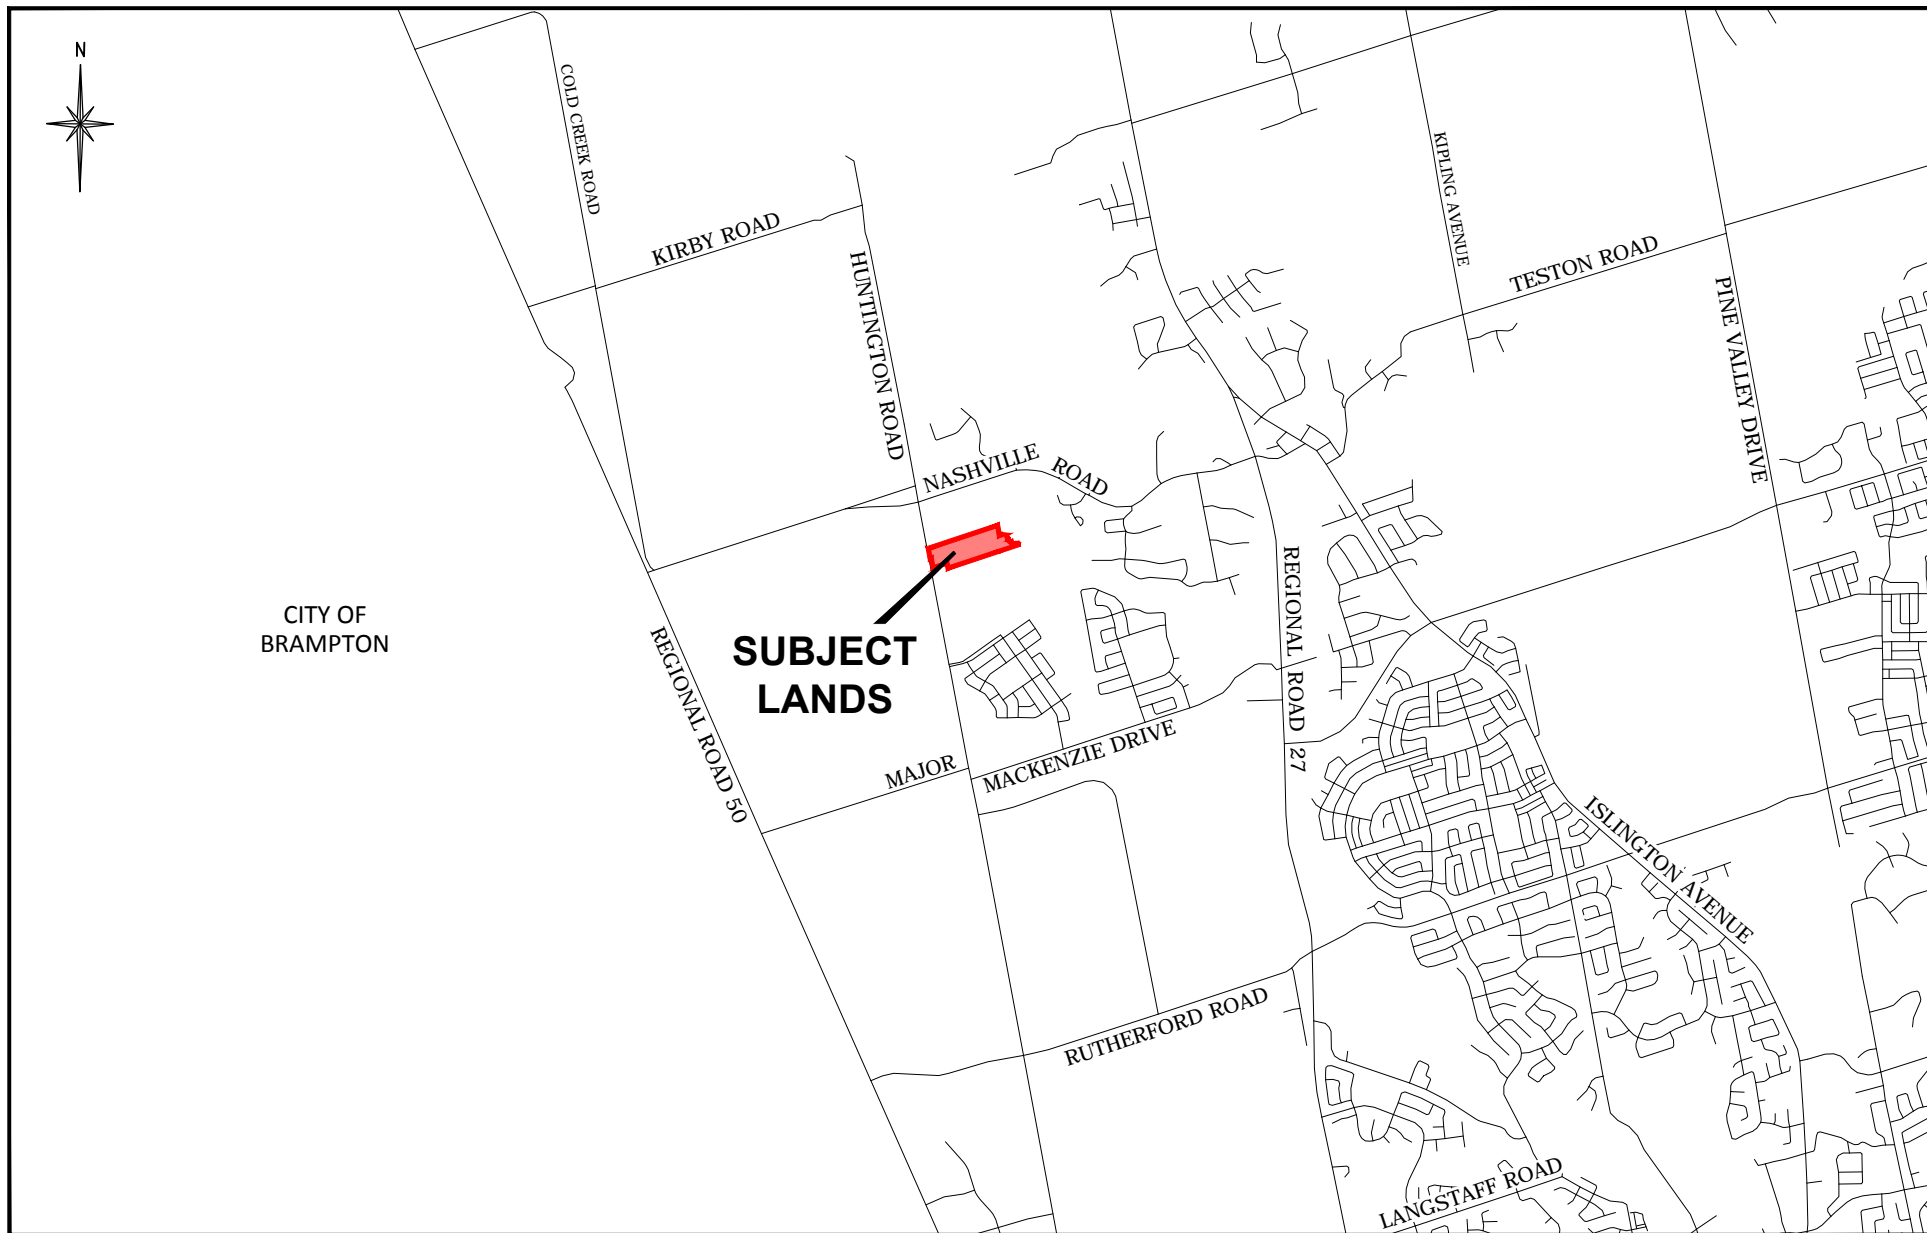 N
COLD CREEK ROAD
KIRBY ROAD
HUNTINGTON ROAD
KIPLING AVENUE
TESTON ROAD
PINE VALLEY DRIVE
NASHVILLE ROAD
CITY OF
BRAMPTON
SUBJECT
LANDS
REGIONAL ROAD 50
REGIONAL ROAD 27
MAJOR MACKENZIE DRIVE
ISLINGTON AVENUE
RUTHERFORD ROAD
LANGSTAFF ROAD